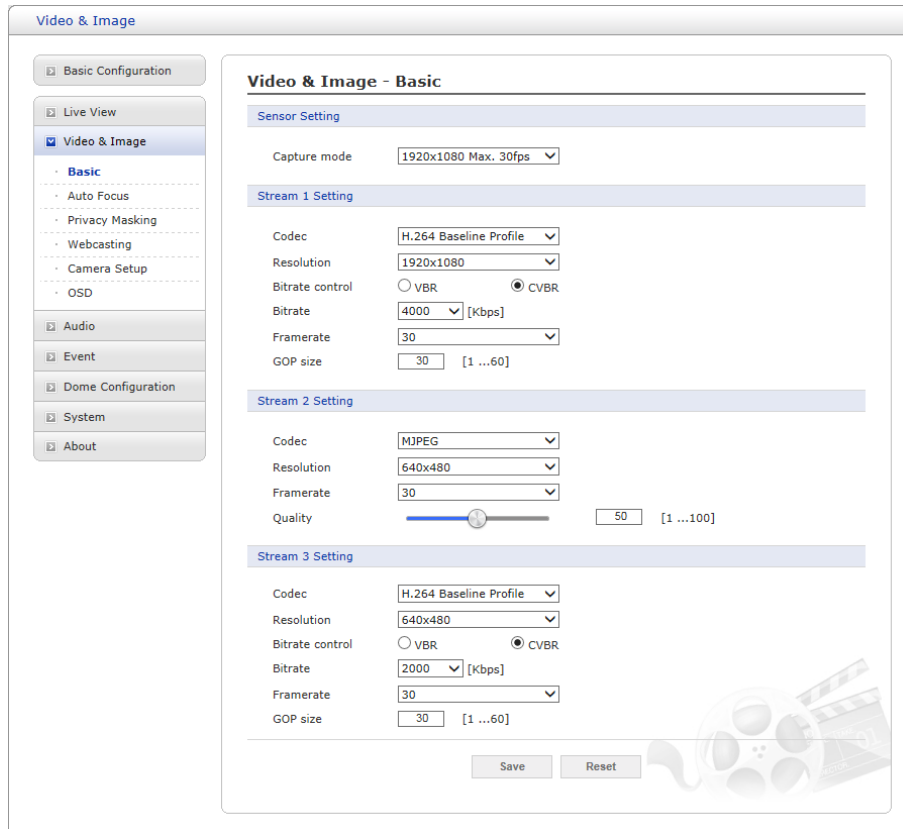 Video & Image
Basic Configuration
Live View
Video & Image
Basic
Auto Focus
Privacy Masking
Webcasting
Camera Setup
OSD
Audio
Event
Dome Configuration
System
About
Video & Image - Basic
Sensor Setting
Capture mode 1920x1080 Max. 30fps
Stream 1 Setting
Codec H.264 Baseline Profile
Resolution 1920x1080
Bitrate control VBR CVBR
Bitrate 4000 [Kbps]
Framerate 30
GOP size 30 [1 ...60]
Stream 2 Setting
Codec MJPEG
Resolution 640x480
Framerate 30
Quality 50 [1 ...100]
Stream 3 Setting
Codec H.264 Baseline Profile
Resolution 640x480
Bitrate control VBR CVBR
Bitrate 2000 [Kbps]
Framerate 30
GOP size 30 [1 ...60]
Save Reset